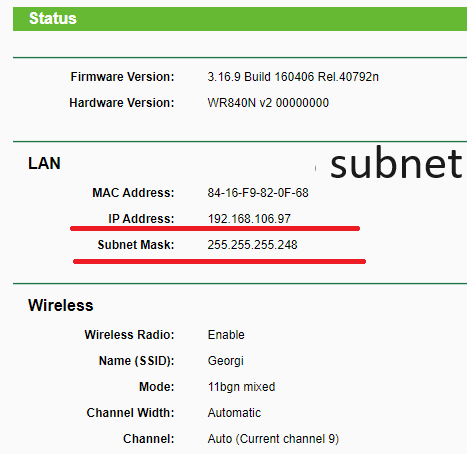 Status
Firmware Version: 3.16.9 Build 160406 Rel.40792n
Hardware Version: WR840N v2 00000000
subnet
LAN
MAC Address: 84-16-F9-82-0F-68
IP Address: 192.168.106.97
Subnet Mask: 255.255.255.248
Wireless
Wireless Radio: Enable
Name (SSID): Georgi
Mode: 11bgn mixed
Channel Width: Automatic
Channel: Auto (Current channel 9)